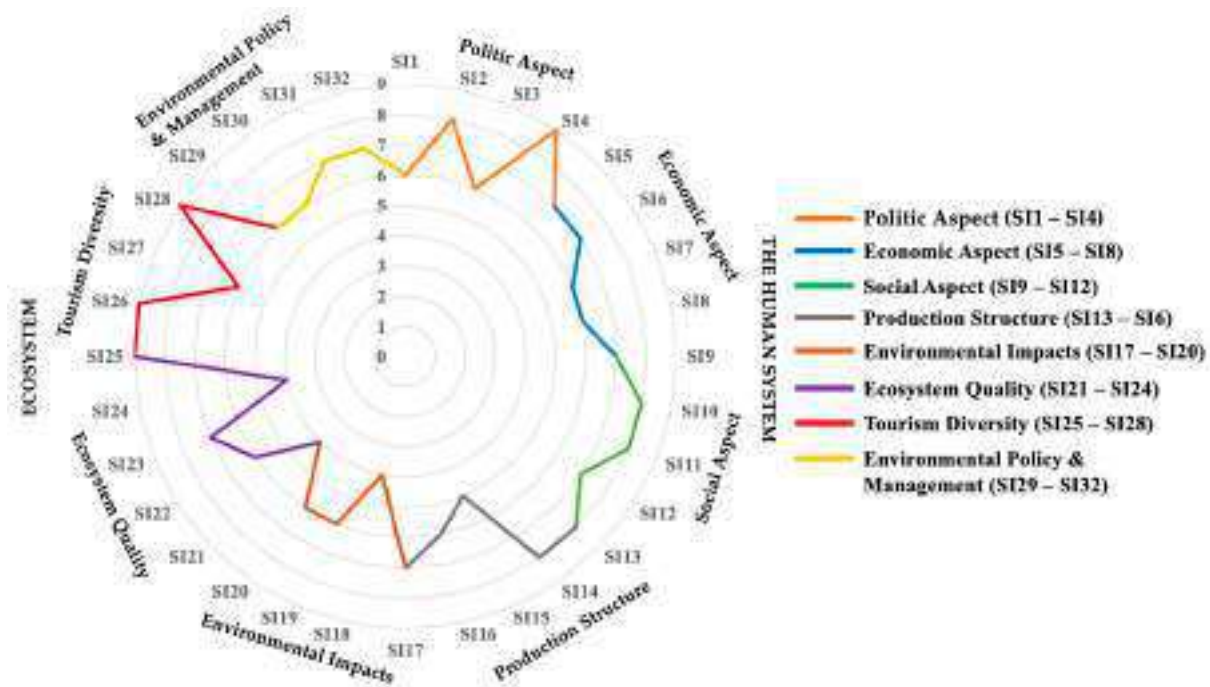 Environmental Policy
& Management
Politic Aspect
Economic Aspect
THE HUMAN SYSTEM
Social Aspect
Production Structure
Environmental Impacts
Ecosystem Quality
ECOSYSTEM
Tourism Diversity
SI1
SI2
SI3
SI4
SI5
SI6
SI7
SI8
SI9
SI10
SI11
SI12
SI13
SI14
SI15
SI16
SI17
SI18
SI19
SI20
SI21
SI22
SI23
SI24
SI25
SI26
SI27
SI28
SI29
SI30
SI31
SI32
9
8
7
6
5
4
3
2
1
0
Politic Aspect (SI1 – SI4)
Economic Aspect (SI5 – SI8)
Social Aspect (SI9 – SI12)
Production Structure (SI13 – SI6)
Environmental Impacts (SI17 – SI20)
Ecosystem Quality (SI21 – SI24)
Tourism Diversity (SI25 – SI28)
Environmental Policy &
Management (SI29 – SI32)